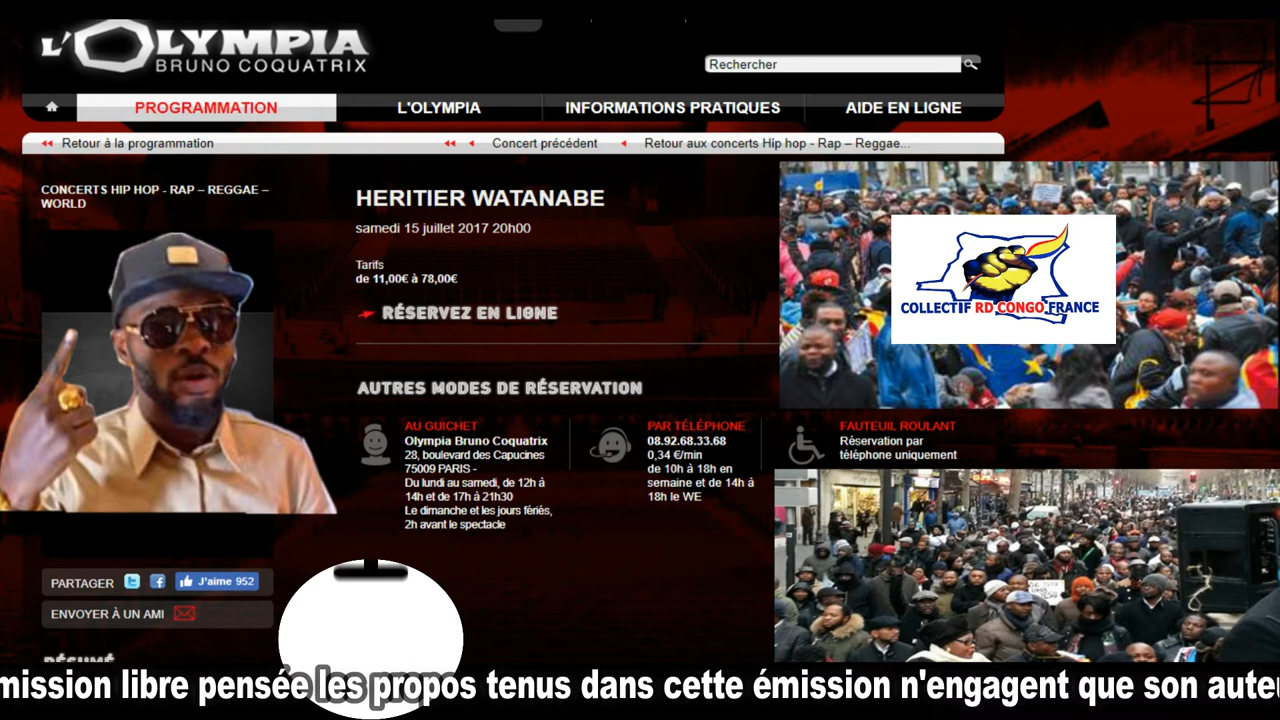 L'OLYMPIA
BRUNO COQUATRIX
Rechercher
PROGRAMMATION
L'OLYMPIA
INFORMATIONS PRATIQUES
AIDE EN LIGNE
Retour à la programmation
Concert précédent
Retour aux concerts Hip hop - Rap – Reggae...
CONCERTS HIP HOP - RAP – REGGAE –
WORLD
HERITIER WATANABE
samedi 15 juillet 2017 20h00
Tarifs
de 11,00€ à 78,00€
RÉSERVEZ EN LIGNE
COLLECTIF RD CONGO FRANCE
AUTRES MODES DE RÉSERVATION
AU GUICHET
Olympia Bruno Coquatrix
28, boulevard des Capucines
75009 PARIS -
Du lundi au samedi, de 12h à
14h et de 17h à 21h30
Le dimanche et les jours fériés,
2h avant le spectacle
PAR TÉLÉPHONE
08.92.68.33.68
0,34 €/min
de 10h à 18h en
semaine et de 14h à
18h le WE
FAUTEUIL ROULANT
Réservation par
téléphone uniquement
PARTAGER
J'aime 952
ENVOYER À UN AMI
RÉSUMÉ
mission libre pensée les propos tenus dans cette émission n'engagent que son auteu